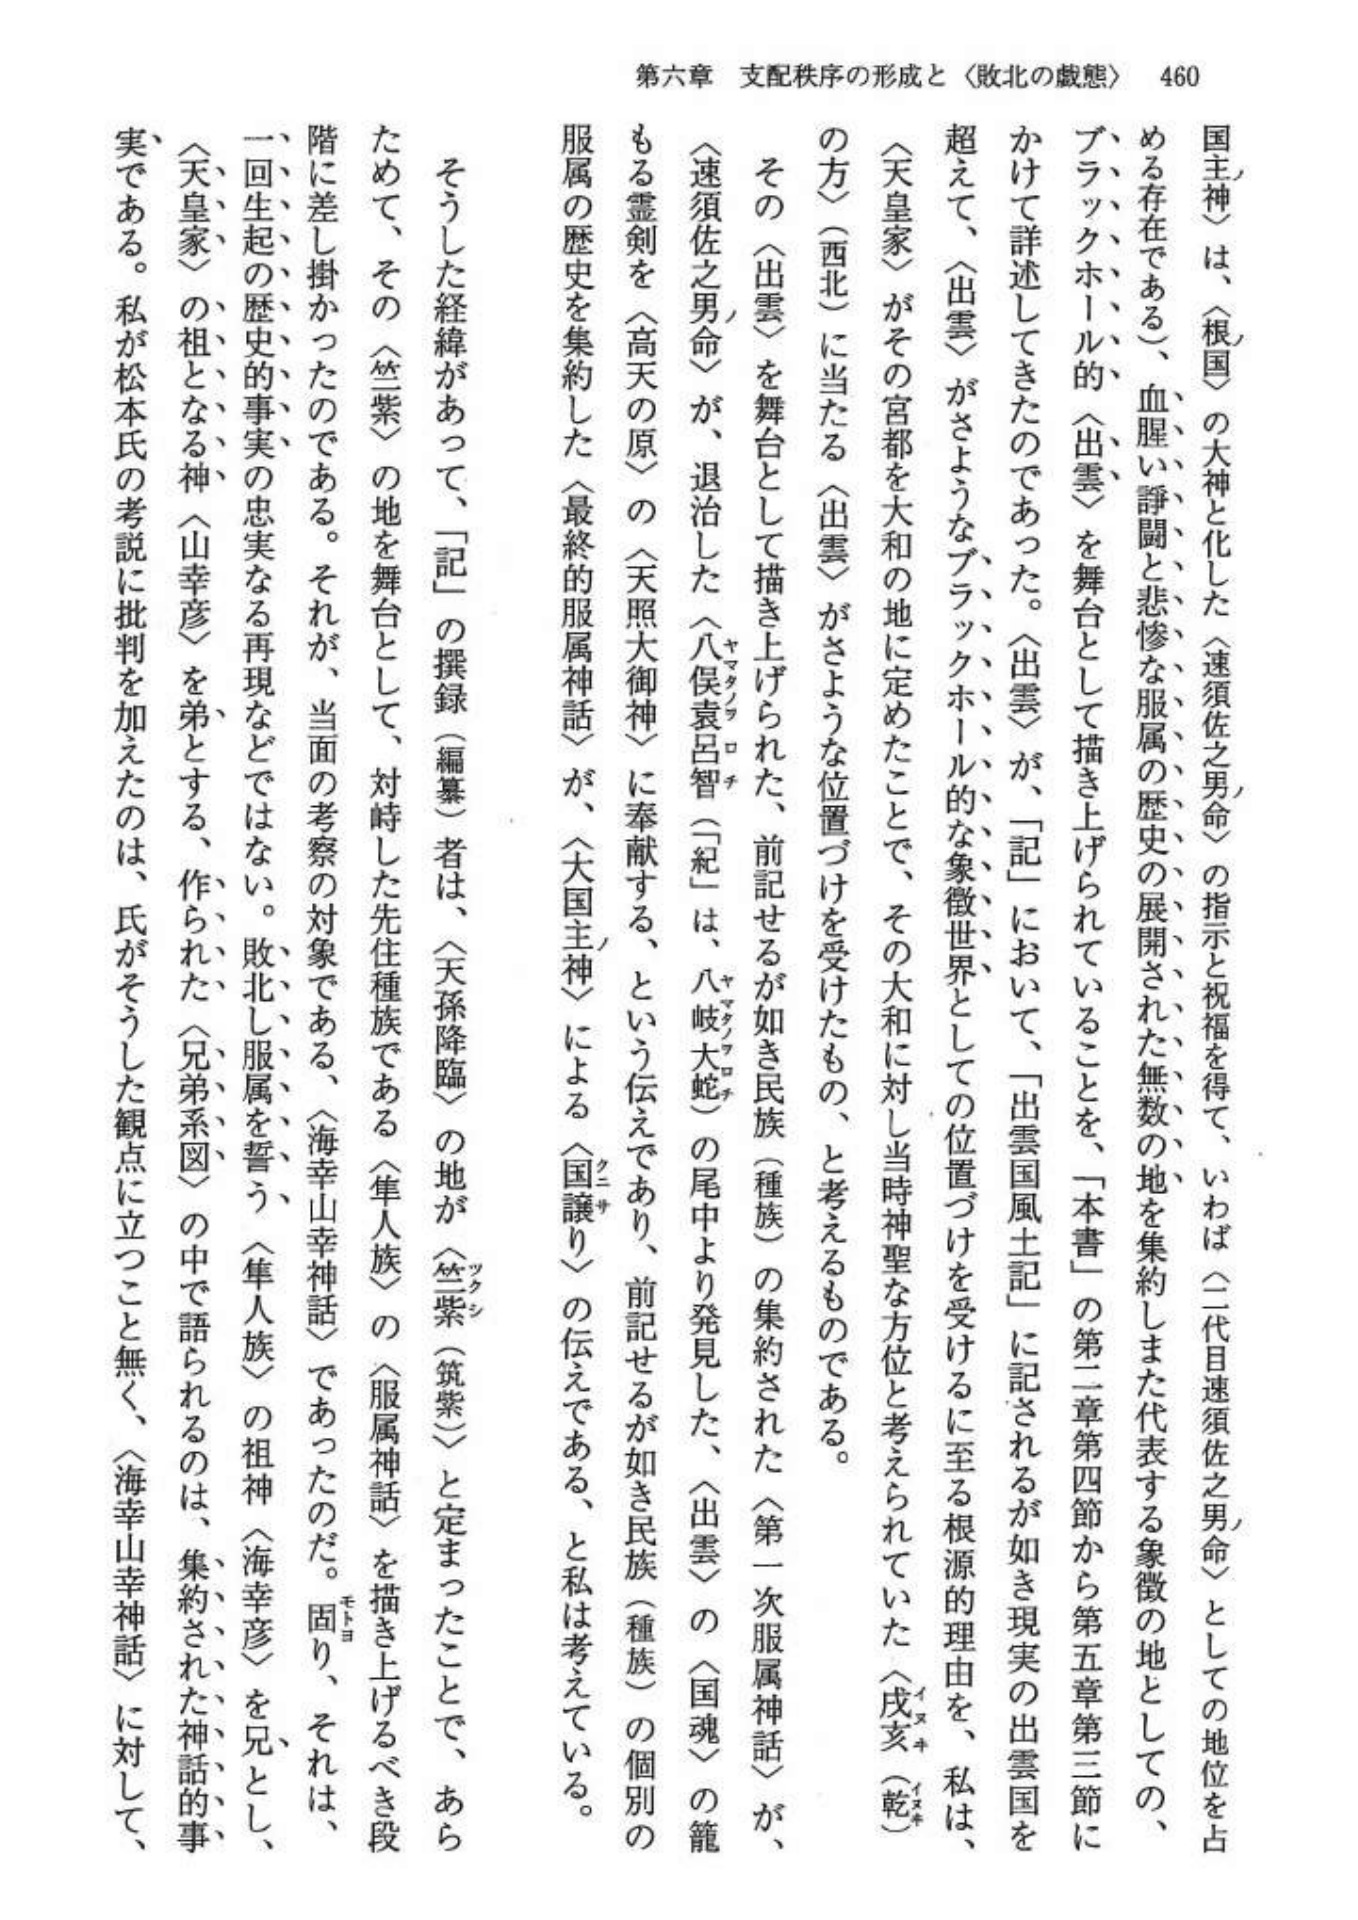 第六章 支配秩序の形成と〈敗北の戯態〉 460
国主ノ神〉は、〈根ノ国〉の大神と化した〈速須佐之男ノ命〉の指示と祝福を得て、いわば〈二代目速須佐之男ノ命〉としての地位を占
める存在である）、血腥い諍闘と悲惨な服属の歴史の展開された無数の地を集約しまた代表する象徴の地としての、
ブラックホール的〈出雲〉を舞台として描き上げられていることを、「本書」の第二章第四節から第五章第三節に
かけて詳述してきたのであった。〈出雲〉が、「記」において、「出雲国風土記」に記されるが如き現実の出雲国を
超えて、〈出雲〉がさようなブラックホール的な象徴世界としての位置づけを受けるに至る根源的理由を、私は、
〈天皇家〉がその宮都を大和の地に定めたことで、その大和に対し当時神聖な方位と考えられていた〈戌亥イヌヰ（乾イヌヰ）
の方〉（西北）に当たる〈出雲〉がさような位置づけを受けたもの、と考えるものである。
その〈出雲〉を舞台として描き上げられた、前記せるが如き民族（種族）の集約された〈第一次服属神話〉が、
〈速須佐之男ノ命〉が、退治した〈八俣袁呂智ヤマタノヲロチ（「紀」は、八岐大蛇ヤマタノヲロチ）の尾中より発見した、〈出雲〉の〈国魂〉の籠
もる霊剣を〈高天の原〉の〈天照大御神〉に奉献する、という伝えであり、前記せるが如き民族（種族）の個別の
服属の歴史を集約した〈最終的服属神話〉が、〈大国主ノ神〉による〈国譲クニサり〉の伝えである、と私は考えている。
そうした経緯があって、「記」の撰録（編纂）者は、〈天孫降臨〉の地が〈竺紫ツクシ（筑紫）〉と定まったことで、あら
ためて、その〈竺紫〉の地を舞台として、対峙した先住種族である〈隼人族〉の〈服属神話〉を描き上げるべき段
階に差し掛かったのである。それが、当面の考察の対象である、〈海幸山幸神話〉であったのだ。固モトヨり、それは、
一回生起の歴史的事実の忠実なる再現などではない。敗北し服属を誓う〈隼人族〉の祖神〈海幸彦〉を兄とし、
〈天皇家〉の祖となる神〈山幸彦〉を弟とする、作られた〈兄弟系図〉の中で語られるのは、集約された神話的事
実である。私が松本氏の考説に批判を加えたのは、氏がそうした観点に立つこと無く、〈海幸山幸神話〉に対して、